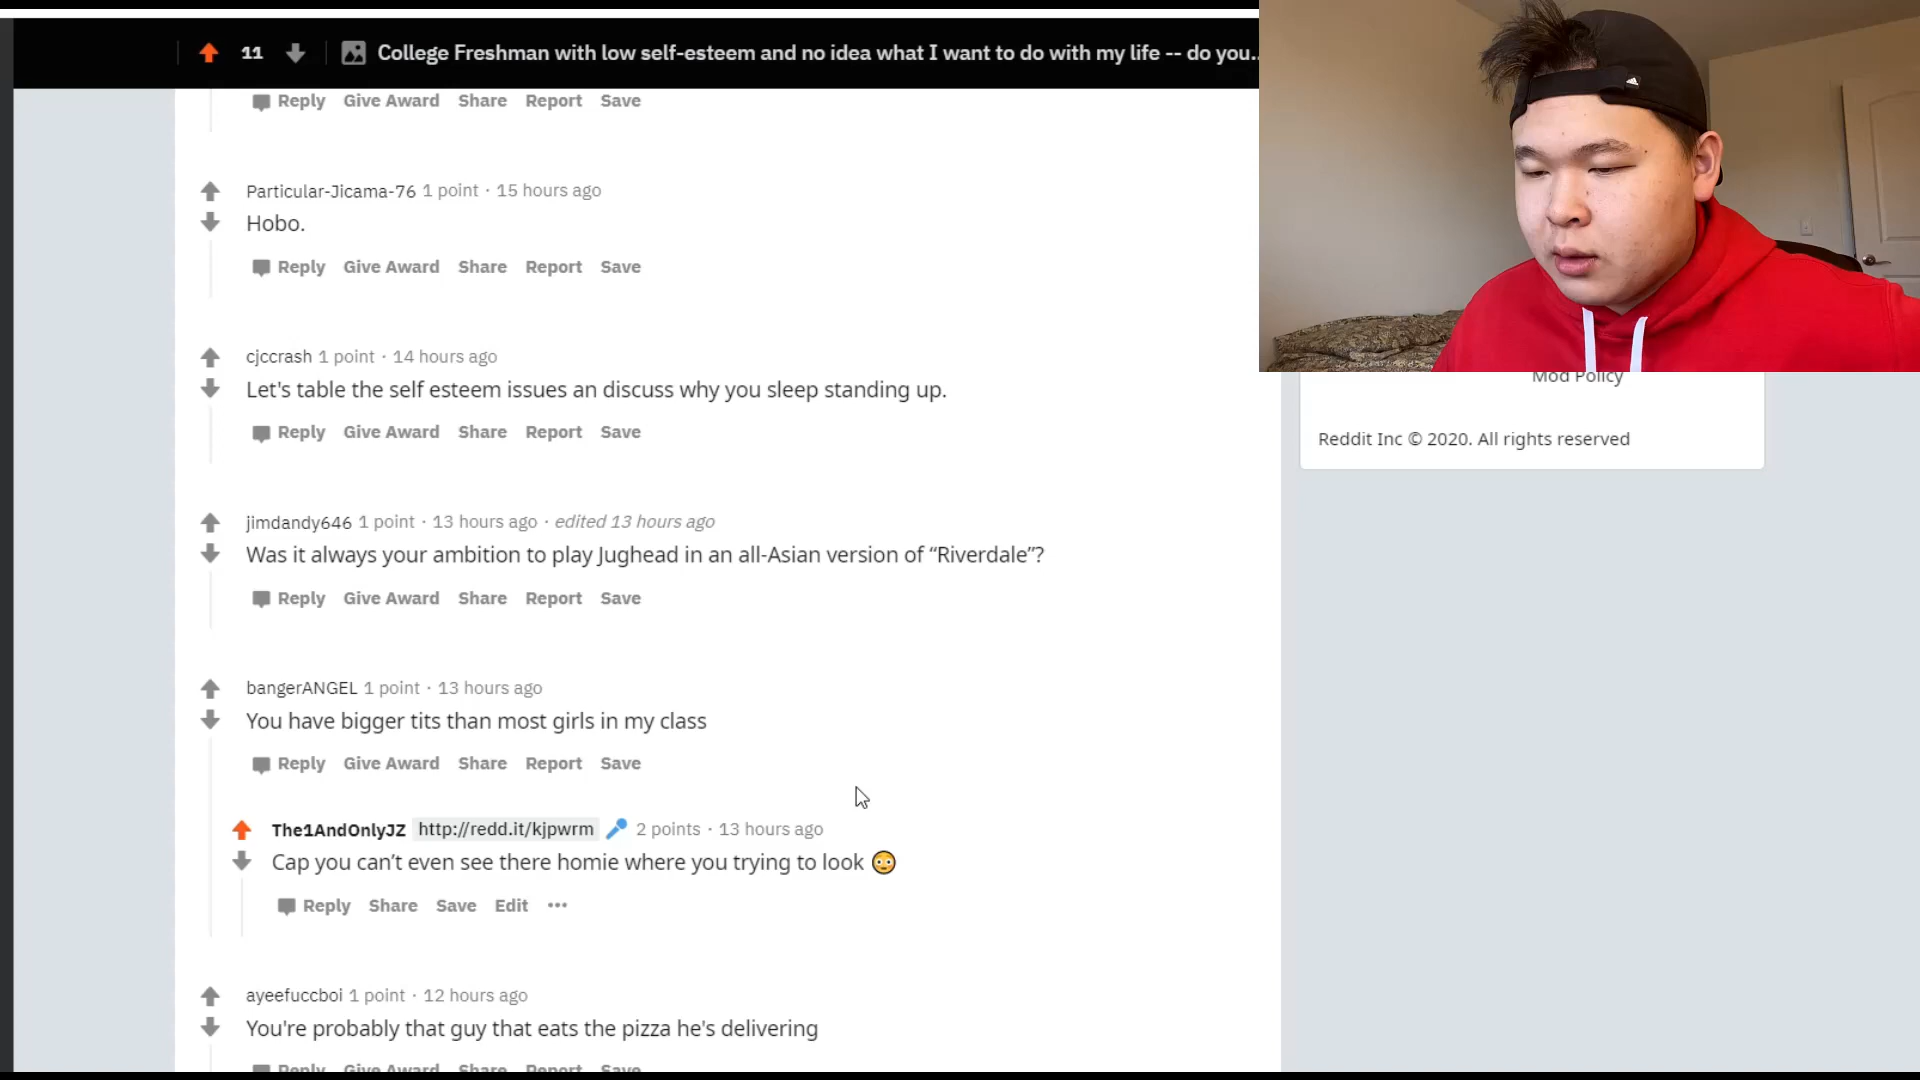 11 College Freshman with low self-esteem and no idea what I want to do with my life -- do you..
Reply Give Award Share Report Save
Particular-Jicama-76 1 point · 15 hours ago
Hobo.
Reply Give Award Share Report Save
cjccrash 1 point · 14 hours ago
Let's table the self esteem issues an discuss why you sleep standing up.
Reply Give Award Share Report Save
jimdandy646 1 point · 13 hours ago · edited 13 hours ago
Was it always your ambition to play Jughead in an all-Asian version of “Riverdale”?
Reply Give Award Share Report Save
bangerANGEL 1 point · 13 hours ago
You have bigger tits than most girls in my class
Reply Give Award Share Report Save
The1AndOnlyJZ http://redd.it/kjpwrm 2 points · 13 hours ago
Cap you can’t even see there homie where you trying to look 😳
Reply Share Save Edit ···
ayeefuccboi 1 point · 12 hours ago
You're probably that guy that eats the pizza he's delivering
Reply Give Award Share Report Save
Mod Policy
Reddit Inc © 2020. All rights reserved